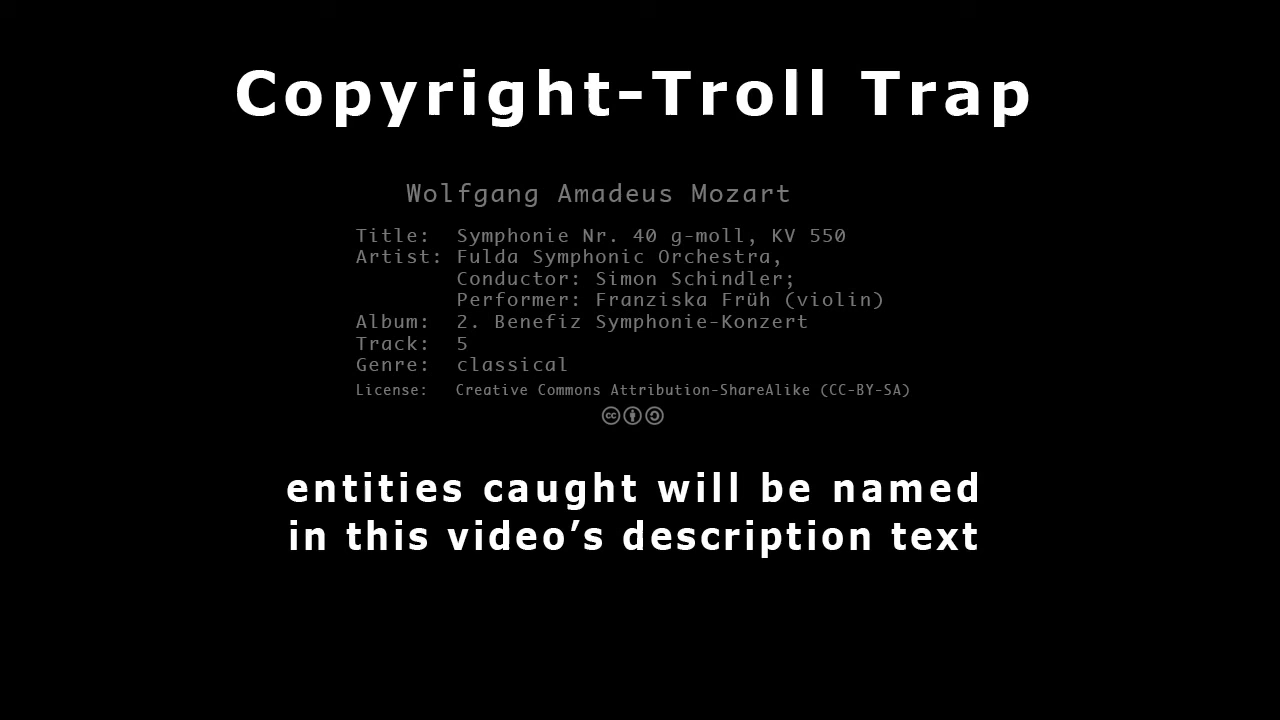 Copyright-Troll Trap
Wolfgang Amadeus Mozart
Title: Symphonie Nr. 40 g-moll, KV 550
Artist: Fulda Symphonic Orchestra,
Conductor: Simon Schindler;
Performer: Franziska Früh (violin)
Album: 2. Benefiz Symphonie-Konzert
Track: 5
Genre: classical
License: Creative Commons Attribution-ShareAlike (CC-BY-SA)
entities caught will be named
in this video’s description text